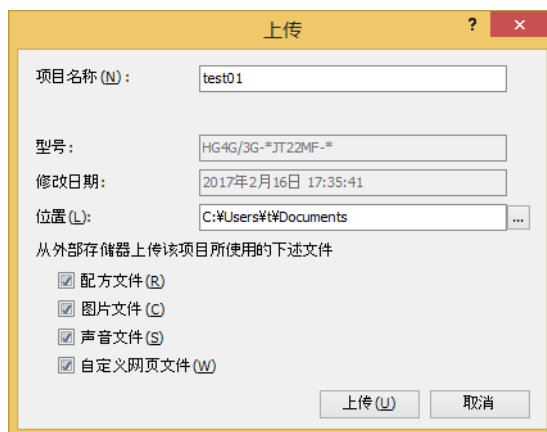 上传
? ×
项目名称(N)： test01
型号： HG4G/3G-*JT22MF-*
修改日期： 2017年2月16日 17:35:41
位置(L): C:¥Users¥t¥Documents ...
从外部存储器上传该项目所使用的下述文件
配方文件(R)
图片文件(C)
声音文件(S)
自定义网页文件(W)
上传(U) 取消